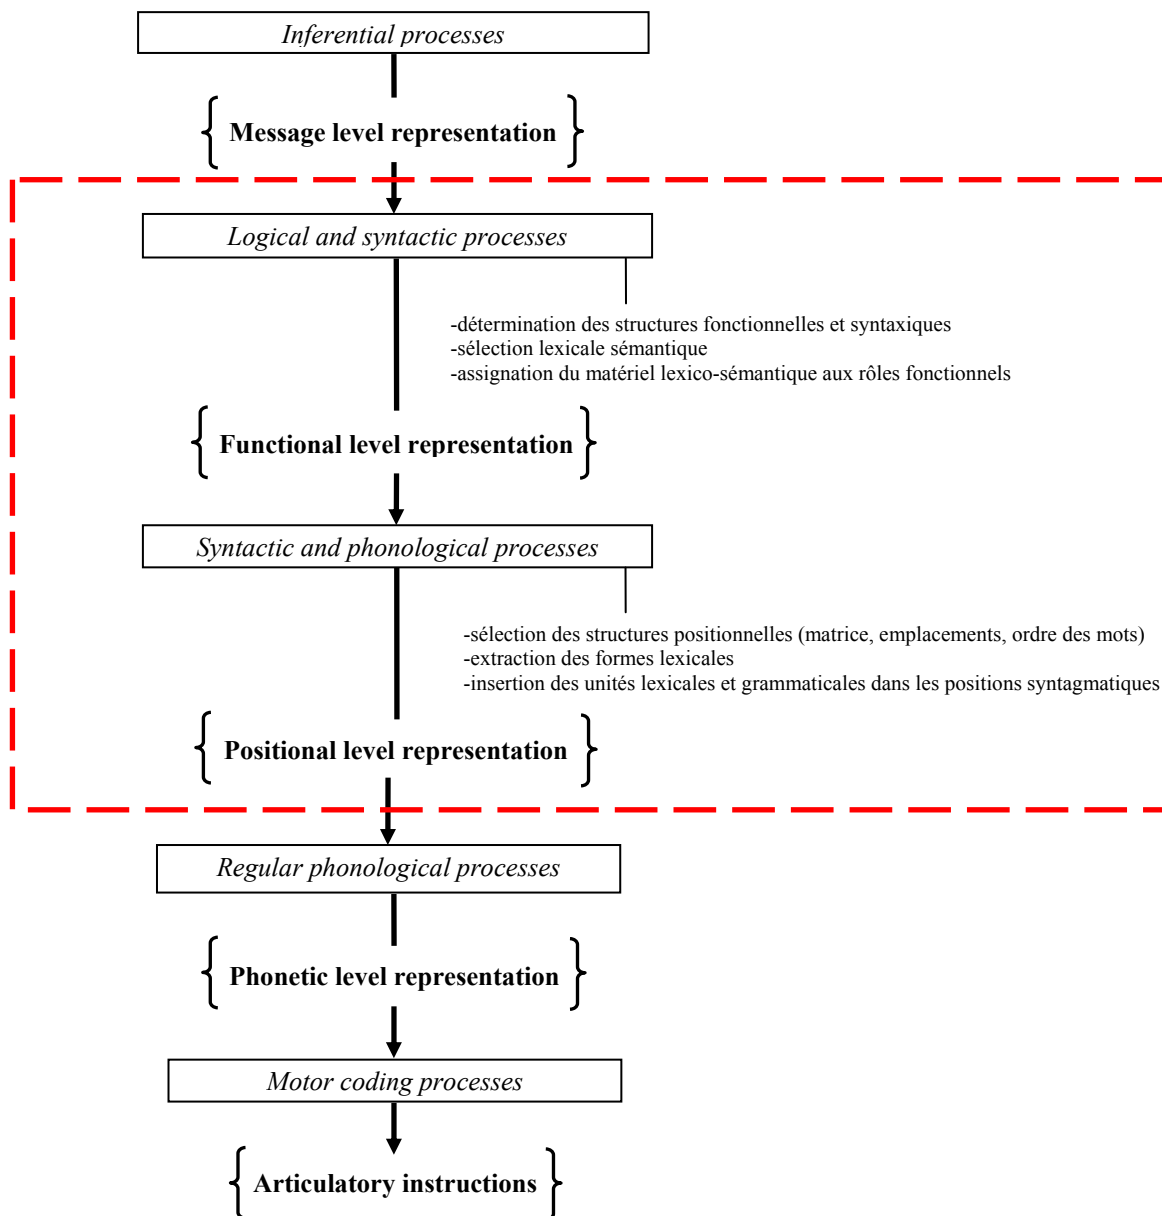 Inferential processes
Message level representation
Logical and syntactic processes
-détermination des structures fonctionnelles et syntaxiques
-sélection lexicale sémantique
-assignation du matériel lexico-sémantique aux rôles fonctionnels
Functional level representation
Syntactic and phonological processes
-sélection des structures positionnelles (matrice, emplacements, ordre des mots)
-extraction des formes lexicales
-insertion des unités lexicales et grammaticales dans les positions syntagmatiques
Positional level representation
Regular phonological processes
Phonetic level representation
Motor coding processes
Articulatory instructions